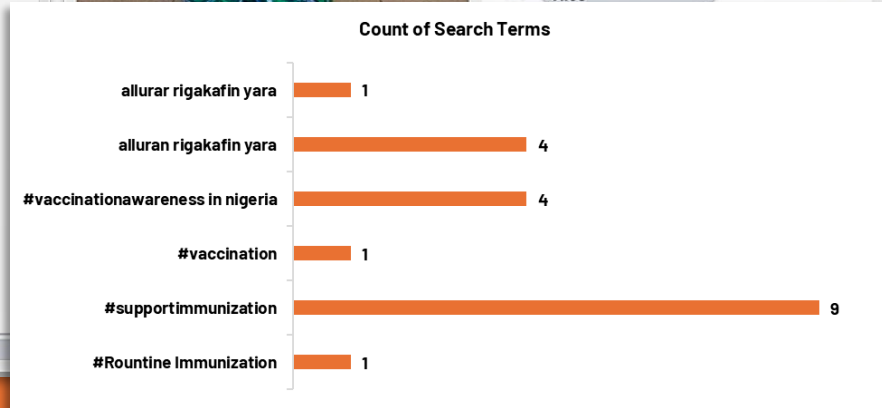 Count of Search Terms
allurar rigakafin yara 1
alluran rigakafin yara 4
#vaccinationawareness in nigeria 4
#vaccination 1
#supportimmunization 9
#Rountine Immunization 1